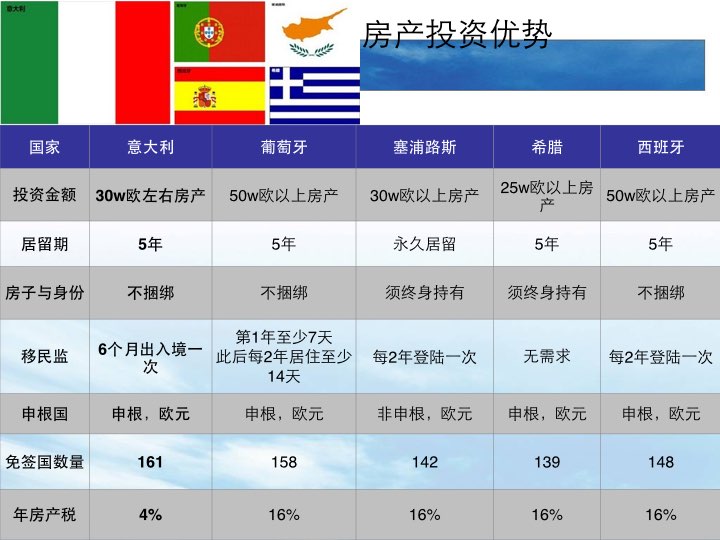 意大利
房产投资优势
国家 意大利 葡萄牙 塞浦路斯 希腊 西班牙
投资金额 30w欧左右房产 50w欧以上房产 30w欧以上房产 25w欧以上房产 50w欧以上房产
居留期 5年 5年 永久居留 5年 5年
房子与身份 不捆绑 不捆绑 须终身持有 须终身持有 不捆绑
移民监 6个月出入境一次 第1年至少7天 此后每2年居住至少14天 每2年登陆一次 无需求 每2年登陆一次
申根国 申根，欧元 申根，欧元 非申根，欧元 申根，欧元 申根，欧元
免签国数量 161 158 142 139 148
年房产税 4% 16% 16% 16% 16%